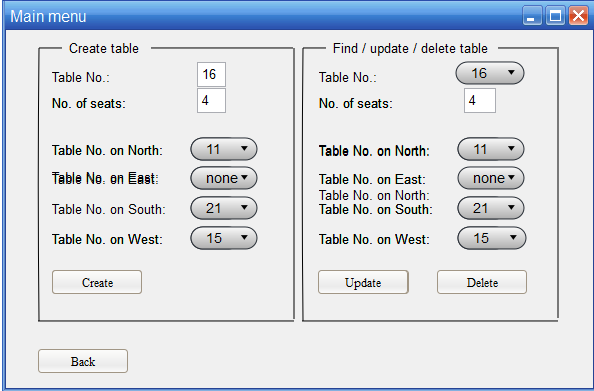 Main menu
Create table
Table No.: 16
No. of seats: 4
Table No. on North: 11
Table No. on East: none
Table No. on South: 21
Table No. on West: 15
Create
Find / update / delete table
Table No.: 16
No. of seats: 4
Table No. on North: 11
Table No. on East: none
Table No. on North:
Table No. on South: 21
Table No. on West: 15
Update Delete
Back